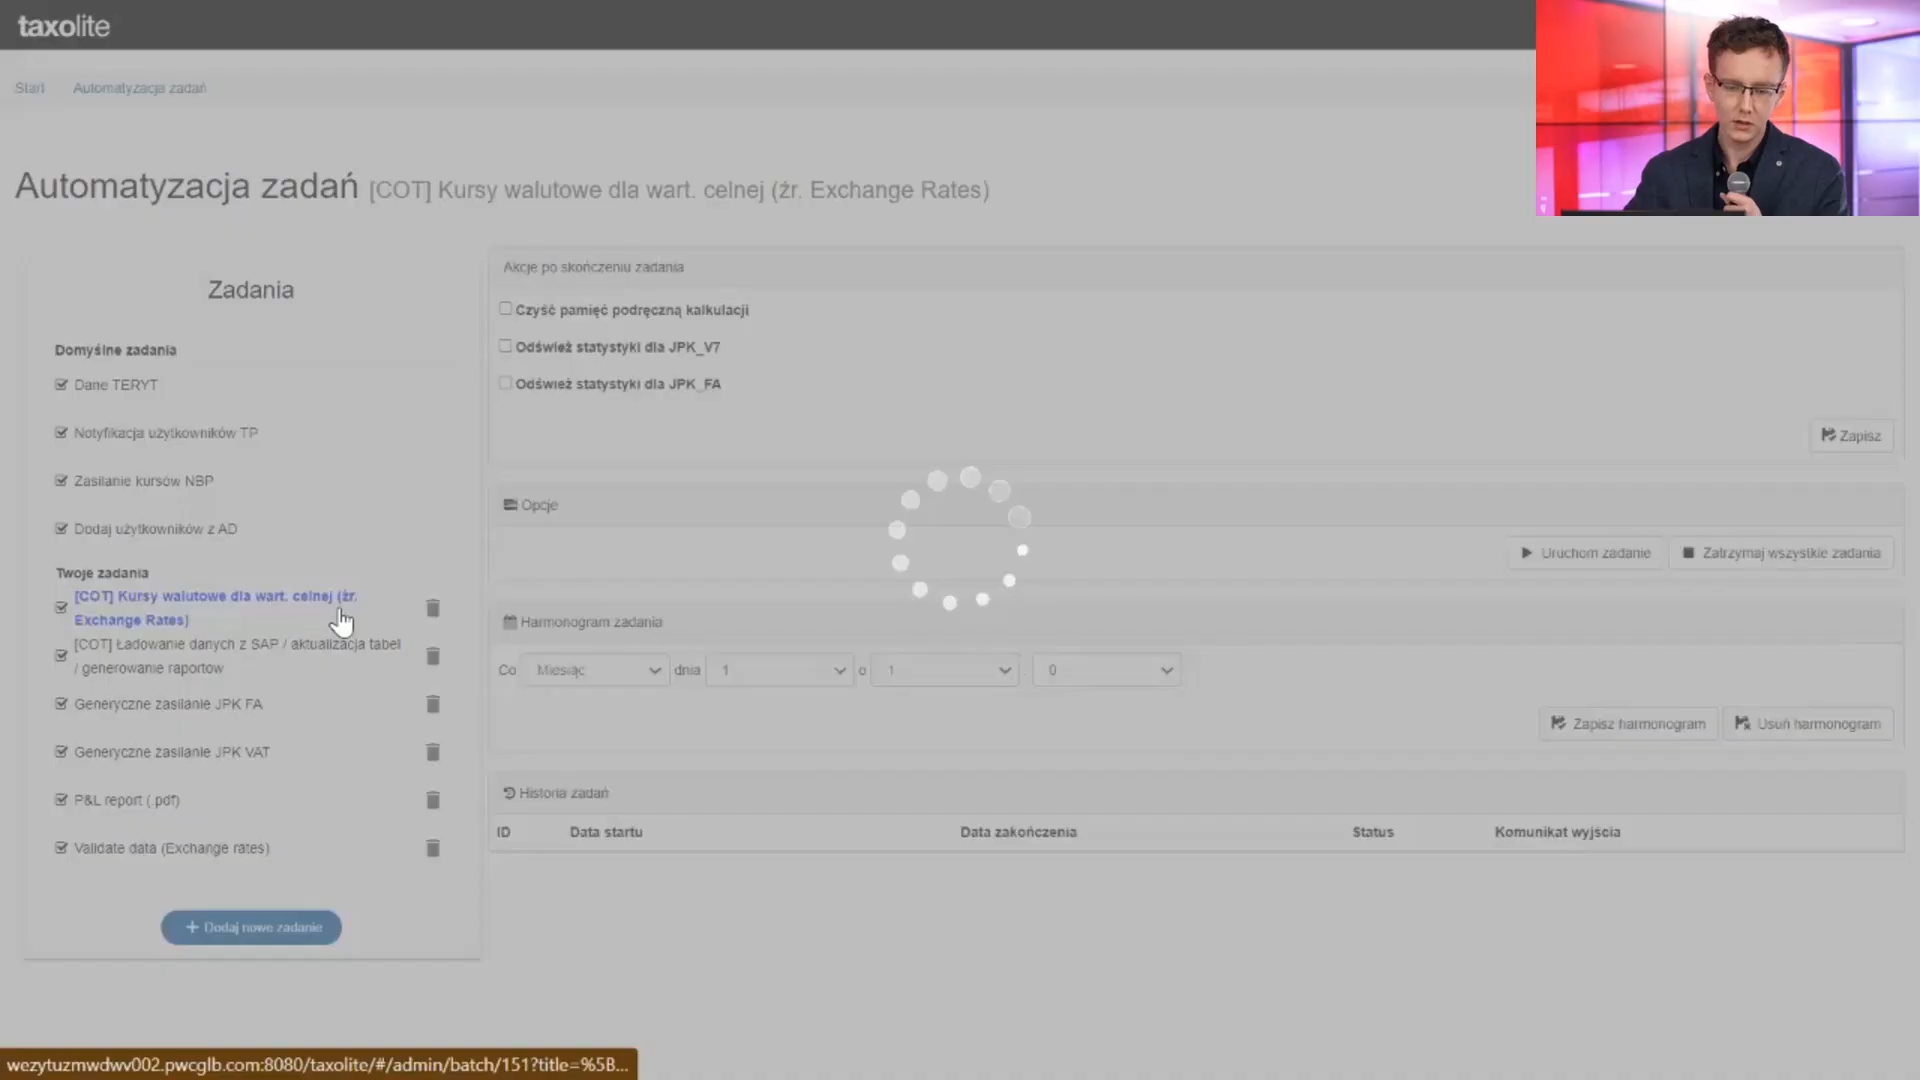 taxolite
Start Automatyzacja zadań
Automatyzacja zadań [COT] Kursy walutowe dla wart. celnej (źr. Exchange Rates)
Zadania
Domyślne zadania
Dane TERYT
Notyfikacja użytkowników TP
Zasilanie kursów NBP
Dodaj użytkowników z AD
Twoje zadania
[COT] Kursy walutowe dla wart. celnej (źr.
Exchange Rates)
[COT] Ładowanie danych z SAP / aktualizacja tabel
/ generowanie raportów
Generyczne zasilanie JPK FA
Generyczne zasilanie JPK VAT
P&L report (.pdf)
Validate data (Exchange rates)
+ Dodaj nowe zadanie
Akcje po skończeniu zadania
Czyść pamięć podręczną kalkulacji
Odśwież statystyki dla JPK_V7
Odśwież statystyki dla JPK_FA
Zapisz
Opcje
Uruchom zadanie Zatrzymaj wszystkie zadania
Harmonogram zadania
Co Miesiąc dnia 1 o 1 0
Zapisz harmonogram Usuń harmonogram
Historia zadań
ID Data startu Data zakończenia Status Komunikat wyjścia
wezytuzmwdwv002.pwcglb.com:8080/taxolite/#/admin/batch/151?title=%5B...